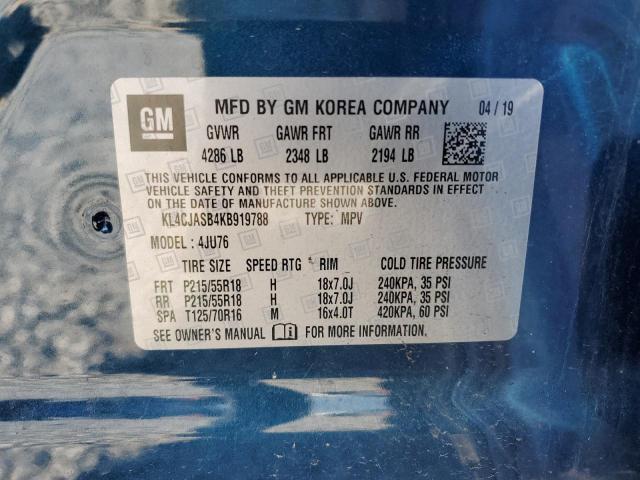 GM MFD BY GM KOREA COMPANY 04 / 19
GVWR GAWR FRT GAWR RR
4286 LB 2348 LB 2194 LB
THIS VEHICLE CONFORMS TO ALL APPLICABLE U.S. FEDERAL MOTOR
VEHICLE SAFETY AND THEFT PREVENTION STANDARDS IN EFFECT
ON THE DATE OF MANUFACTURE SHOWN ABOVE.
KL4CJASB4KB919788 TYPE: MPV
MODEL: 4JU76
TIRE SIZE SPEED RTG RIM COLD TIRE PRESSURE
FRT P215/55R18 H 18x7.0J 240KPA, 35 PSI
RR P215/55R18 H 18x7.0J 240KPA, 35 PSI
SPA T125/70R16 M 16x4.0T 420KPA, 60 PSI
SEE OWNER'S MANUAL FOR MORE INFORMATION.